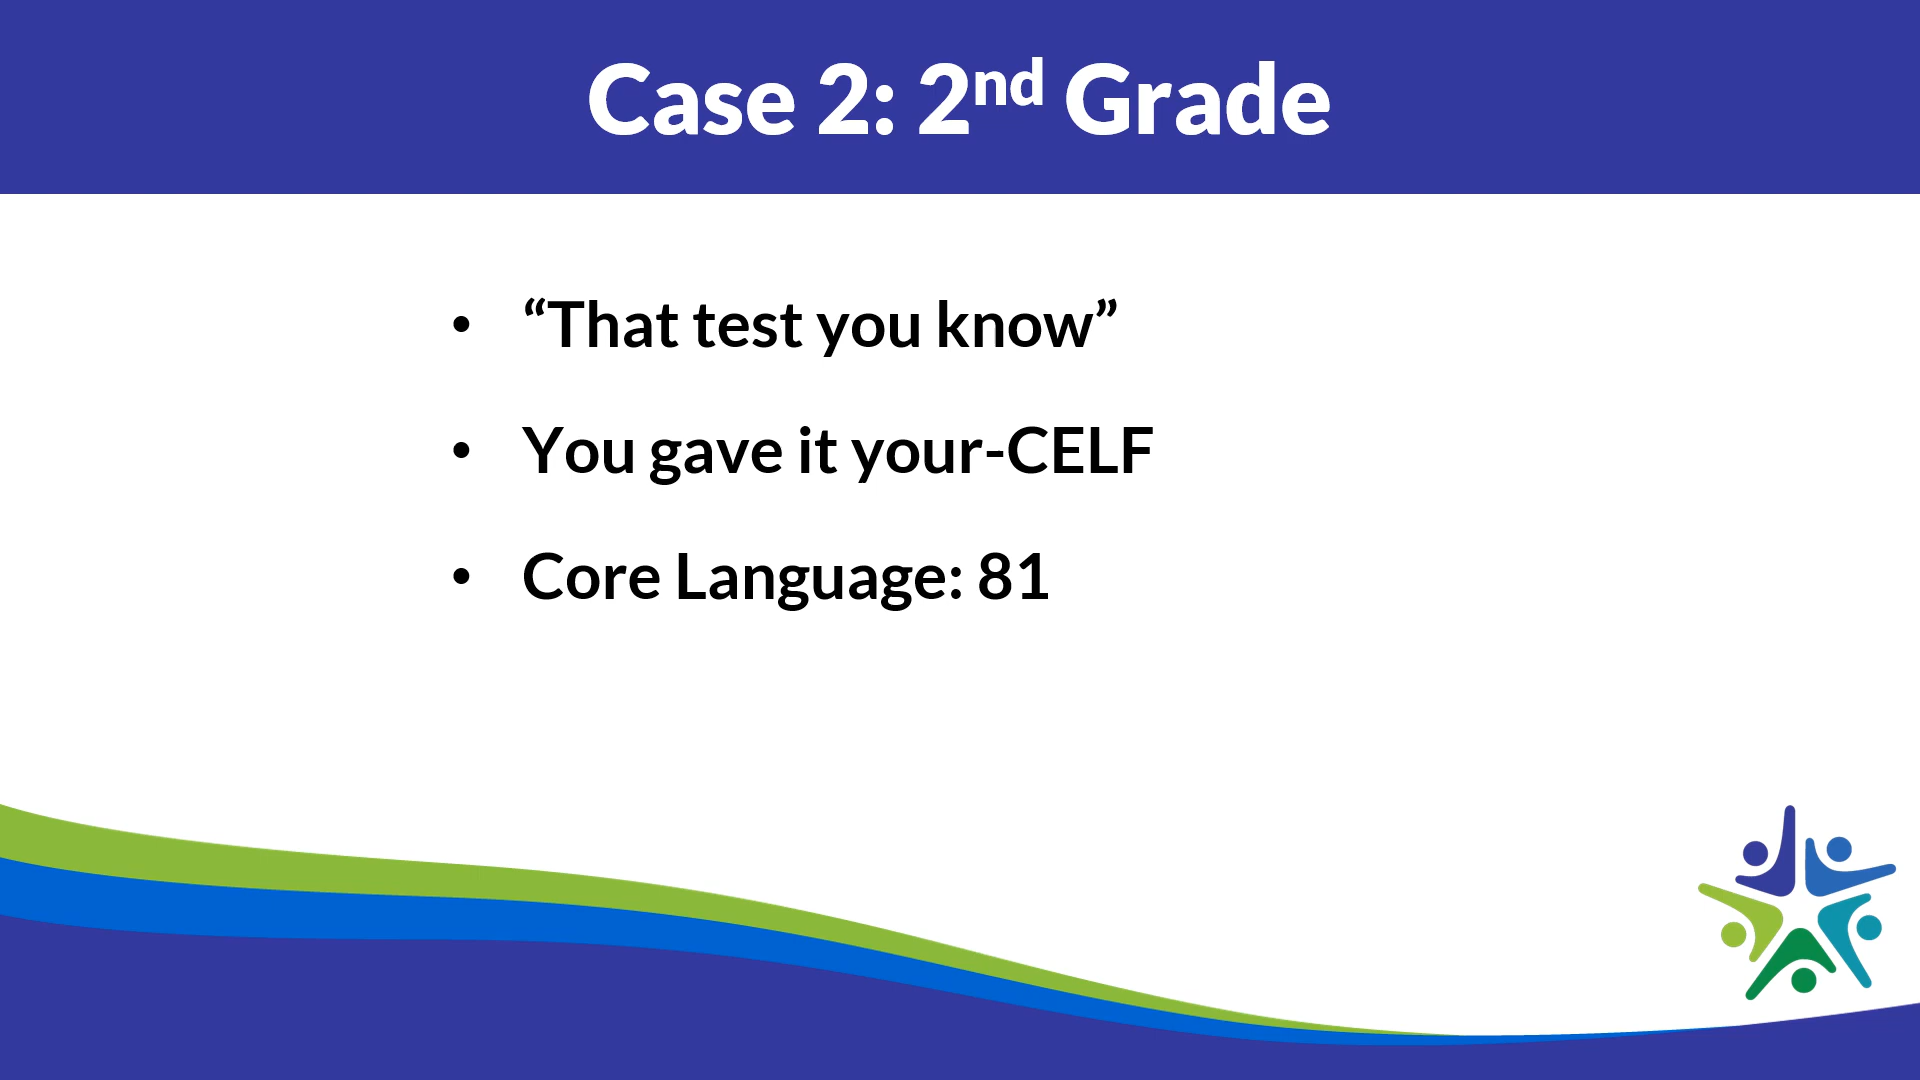 Case 2: 2nd Grade
• “That test you know”
• You gave it your-CELF
• Core Language: 81